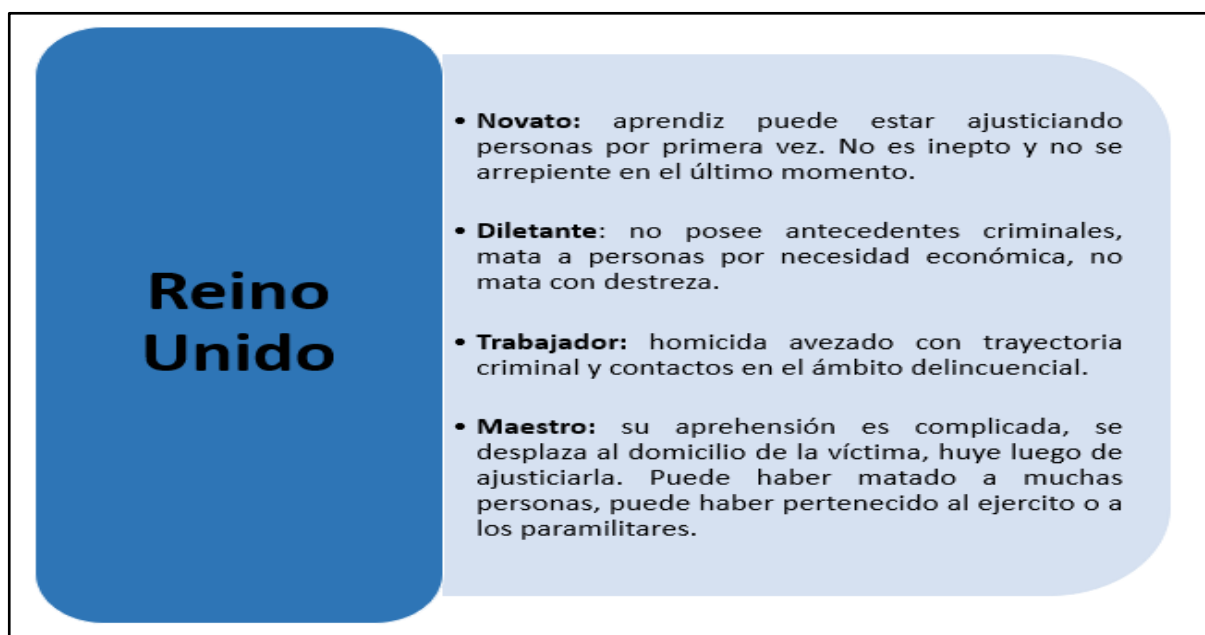 Reino
Unido
• Novato: aprendiz puede estar ajusticiando
personas por primera vez. No es inepto y no se
arrepiente en el último momento.
• Diletante: no posee antecedentes criminales,
mata a personas por necesidad económica, no
mata con destreza.
• Trabajador: homicida avezado con trayectoria
criminal y contactos en el ámbito delincuencial.
• Maestro: su aprehensión es complicada, se
desplaza al domicilio de la víctima, huye luego de
ajusticiarla. Puede haber matado a muchas
personas, puede haber pertenecido al ejercito o a
los paramilitares.